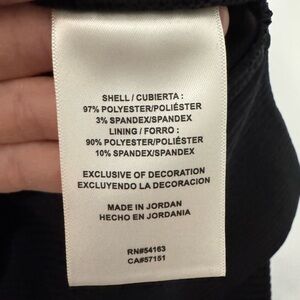 SHELL / CUBIERTA :
97% POLYESTER/POLIÉSTER
3% SPANDEX/SPANDEX
LINING / FORRO :
90% POLYESTER/POLIÉSTER
10% SPANDEX/SPANDEX
EXCLUSIVE OF DECORATION
EXCLUYENDO LA DECORACION
MADE IN JORDAN
HECHO EN JORDANIA
RN#54163
CA#57151